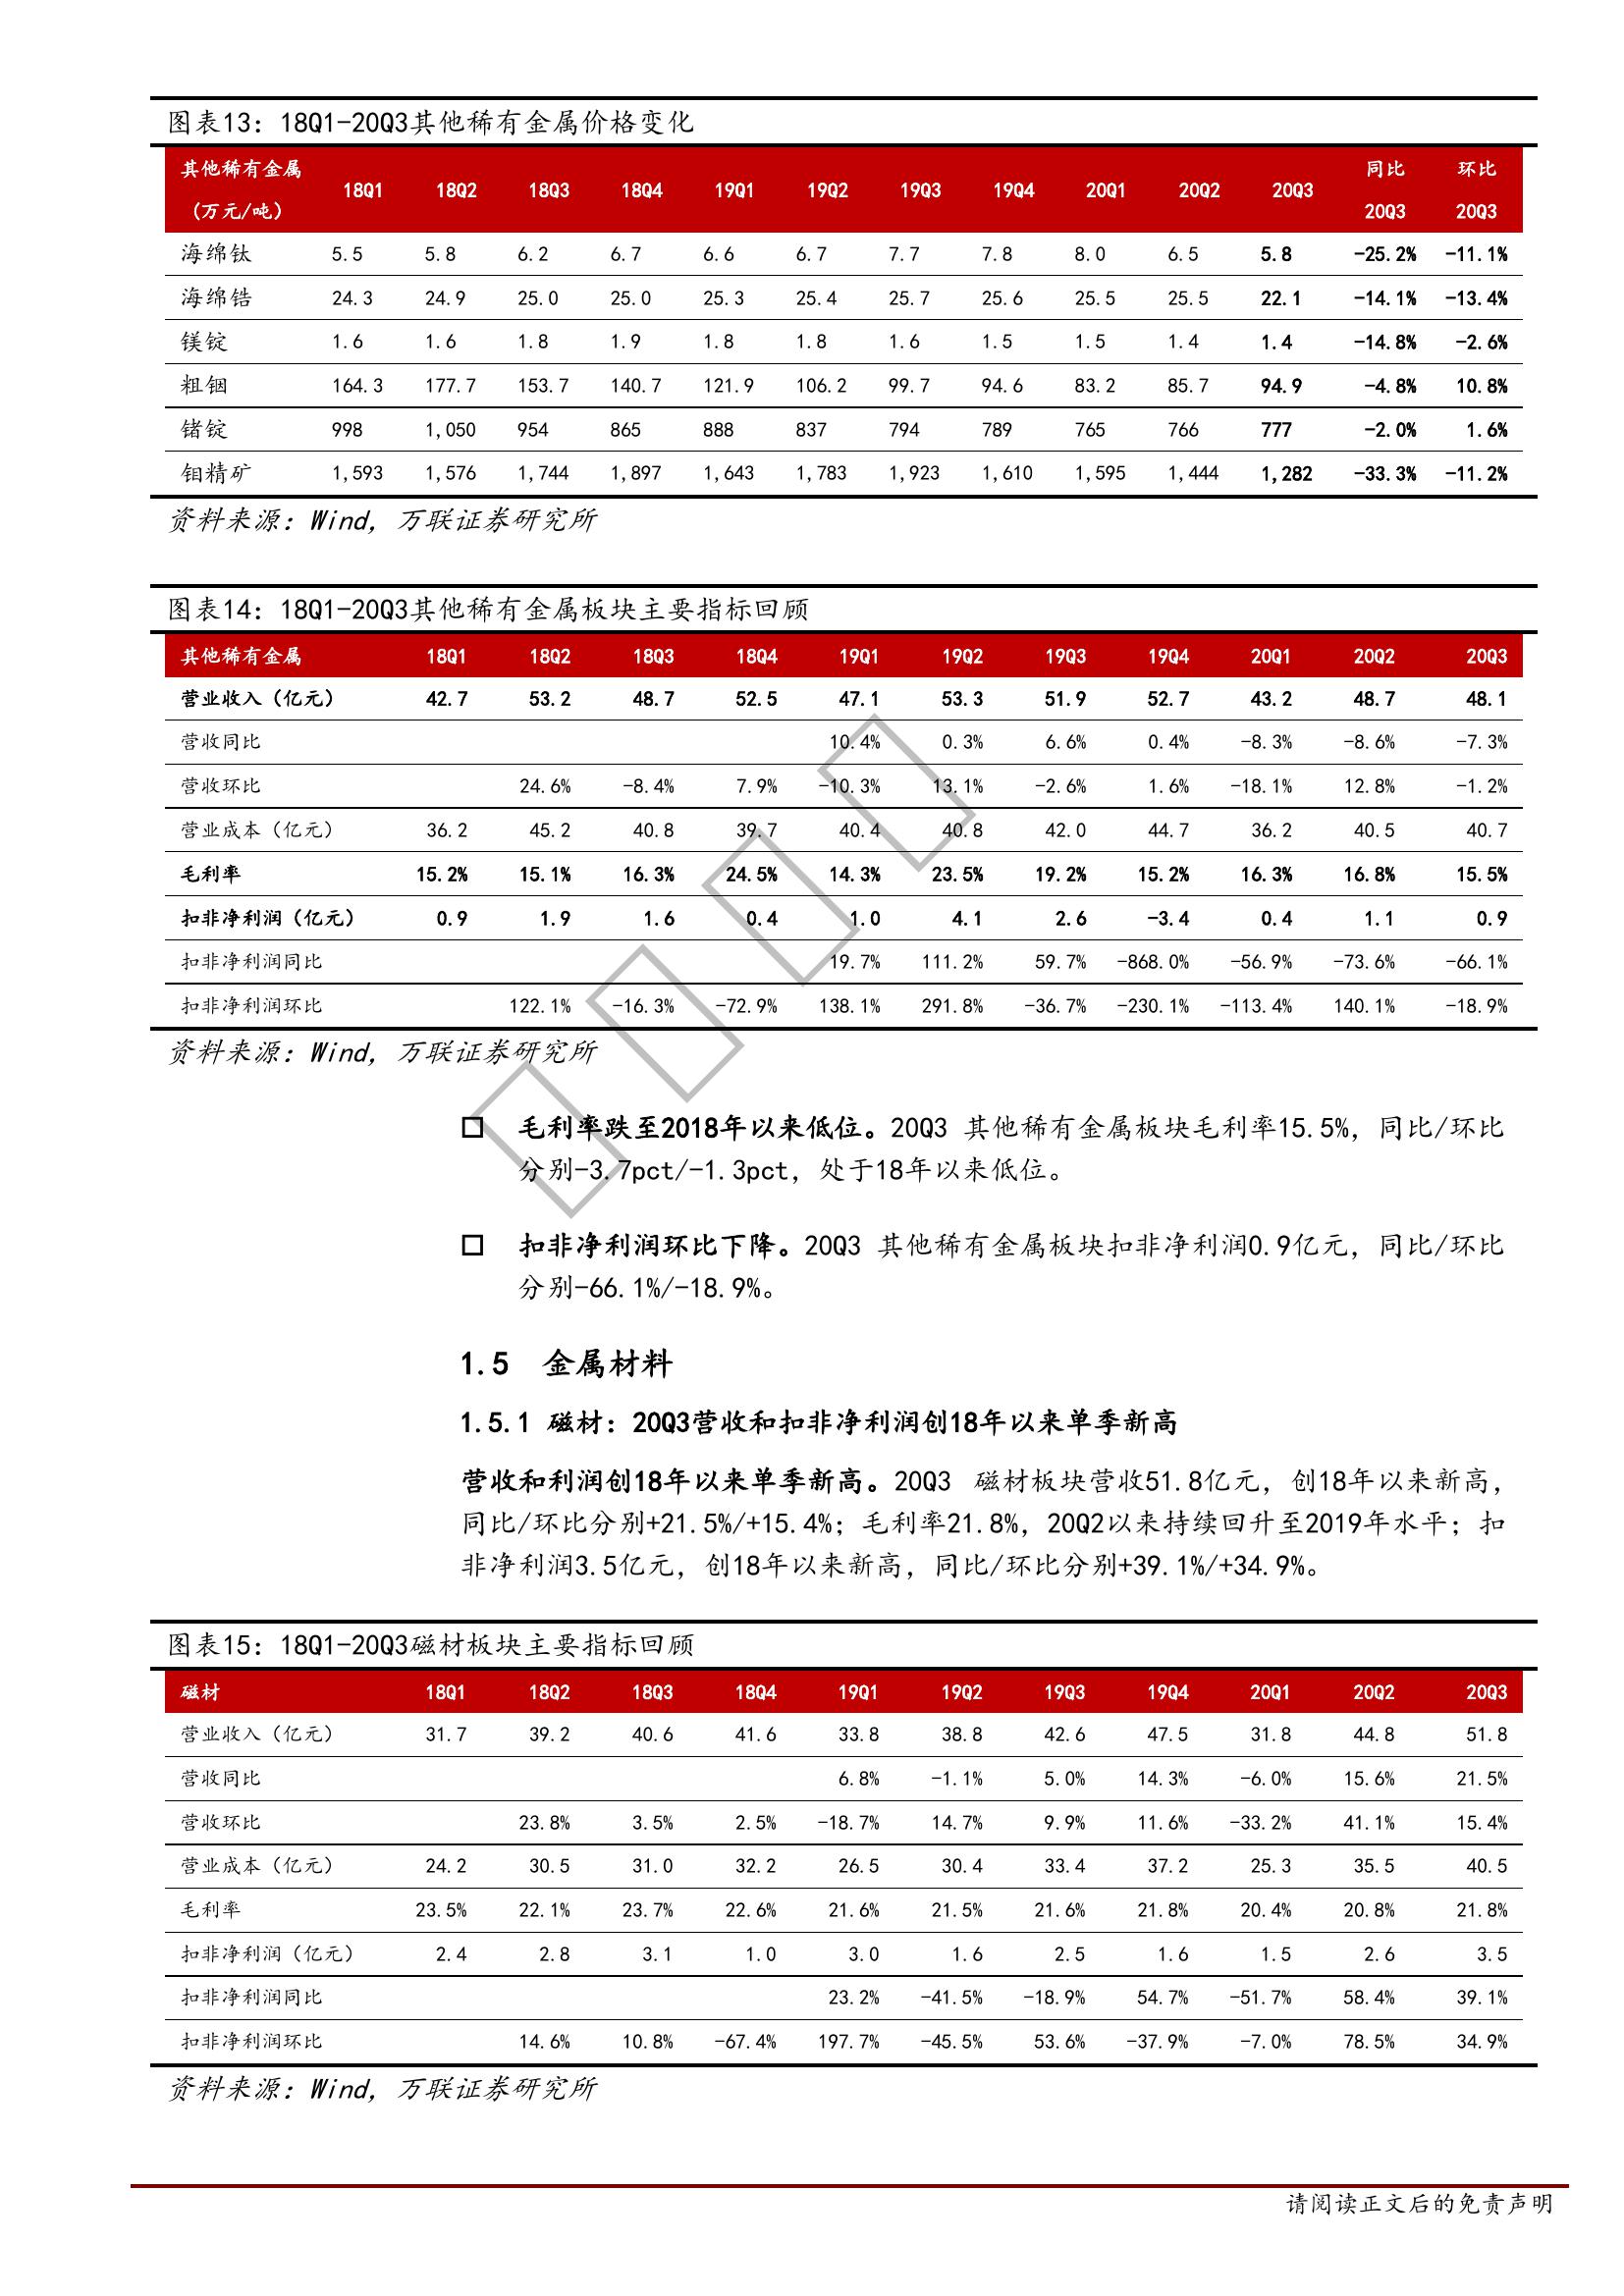 图表13：18Q1-20Q3其他稀有金属价格变化
其他稀有金属（万元/吨） 18Q1 18Q2 18Q3 18Q4 19Q1 19Q2 19Q3 19Q4 20Q1 20Q2 20Q3 同比20Q3 环比20Q3
海绵钛 5.5 5.8 6.2 6.7 6.6 6.7 7.7 7.8 8.0 6.5 5.8 -25.2% -11.1%
海绵锆 24.3 24.9 25.0 25.0 25.3 25.4 25.7 25.6 25.5 25.5 22.1 -14.1% -13.4%
镁锭 1.6 1.6 1.8 1.9 1.8 1.8 1.6 1.5 1.5 1.4 1.4 -14.8% -2.6%
粗铟 164.3 177.7 153.7 140.7 121.9 106.2 99.7 94.6 83.2 85.7 94.9 -4.8% 10.8%
锗锭 998 1,050 954 865 888 837 794 789 765 766 777 -2.0% 1.6%
钼精矿 1,593 1,576 1,744 1,897 1,643 1,783 1,923 1,610 1,595 1,444 1,282 -33.3% -11.2%
资料来源：Wind，万联证券研究所
图表14：18Q1-20Q3其他稀有金属板块主要指标回顾
其他稀有金属 18Q1 18Q2 18Q3 18Q4 19Q1 19Q2 19Q3 19Q4 20Q1 20Q2 20Q3
营业收入（亿元） 42.7 53.2 48.7 52.5 47.1 53.3 51.9 52.7 43.2 48.7 48.1
营收同比 10.4% 0.3% 6.6% 0.4% -8.3% -8.6% -7.3%
营收环比 24.6% -8.4% 7.9% -10.3% 13.1% -2.6% 1.6% -18.1% 12.8% -1.2%
营业成本（亿元） 36.2 45.2 40.8 39.7 40.4 40.8 42.0 44.7 36.2 40.5 40.7
毛利率 15.2% 15.1% 16.3% 24.5% 14.3% 23.5% 19.2% 15.2% 16.3% 16.8% 15.5%
扣非净利润（亿元） 0.9 1.9 1.6 0.4 1.0 4.1 2.6 -3.4 0.4 1.1 0.9
扣非净利润同比 19.7% 111.2% 59.7% -868.0% -56.9% -73.6% -66.1%
扣非净利润环比 122.1% -16.3% -72.9% 138.1% 291.8% -36.7% -230.1% -113.4% 140.1% -18.9%
资料来源：Wind，万联证券研究所
毛利率跌至2018年以来低位。20Q3 其他稀有金属板块毛利率15.5%，同比/环比
分别-3.7pct/-1.3pct，处于18年以来低位。
扣非净利润环比下降。20Q3 其他稀有金属板块扣非净利润0.9亿元，同比/环比
分别-66.1%/-18.9%。
1.5 金属材料
1.5.1 磁材：20Q3营收和扣非净利润创18年以来单季新高
营收和利润创18年以来单季新高。20Q3 磁材板块营收51.8亿元，创18年以来新高，
同比/环比分别+21.5%/+15.4%；毛利率21.8%，20Q2以来持续回升至2019年水平；扣
非净利润3.5亿元，创18年以来新高，同比/环比分别+39.1%/+34.9%。
图表15：18Q1-20Q3磁材板块主要指标回顾
磁材 18Q1 18Q2 18Q3 18Q4 19Q1 19Q2 19Q3 19Q4 20Q1 20Q2 20Q3
营业收入（亿元） 31.7 39.2 40.6 41.6 33.8 38.8 42.6 47.5 31.8 44.8 51.8
营收同比 6.8% -1.1% 5.0% 14.3% -6.0% 15.6% 21.5%
营收环比 23.8% 3.5% 2.5% -18.7% 14.7% 9.9% 11.6% -33.2% 41.1% 15.4%
营业成本（亿元） 24.2 30.5 31.0 32.2 26.5 30.4 33.4 37.2 25.3 35.5 40.5
毛利率 23.5% 22.1% 23.7% 22.6% 21.6% 21.5% 21.6% 21.8% 20.4% 20.8% 21.8%
扣非净利润（亿元） 2.4 2.8 3.1 1.0 3.0 1.6 2.5 1.6 1.5 2.6 3.5
扣非净利润同比 23.2% -41.5% -18.9% 54.7% -51.7% 58.4% 39.1%
扣非净利润环比 14.6% 10.8% -67.4% 197.7% -45.5% 53.6% -37.9% -7.0% 78.5% 34.9%
资料来源：Wind，万联证券研究所
请阅读正文后的免责声明